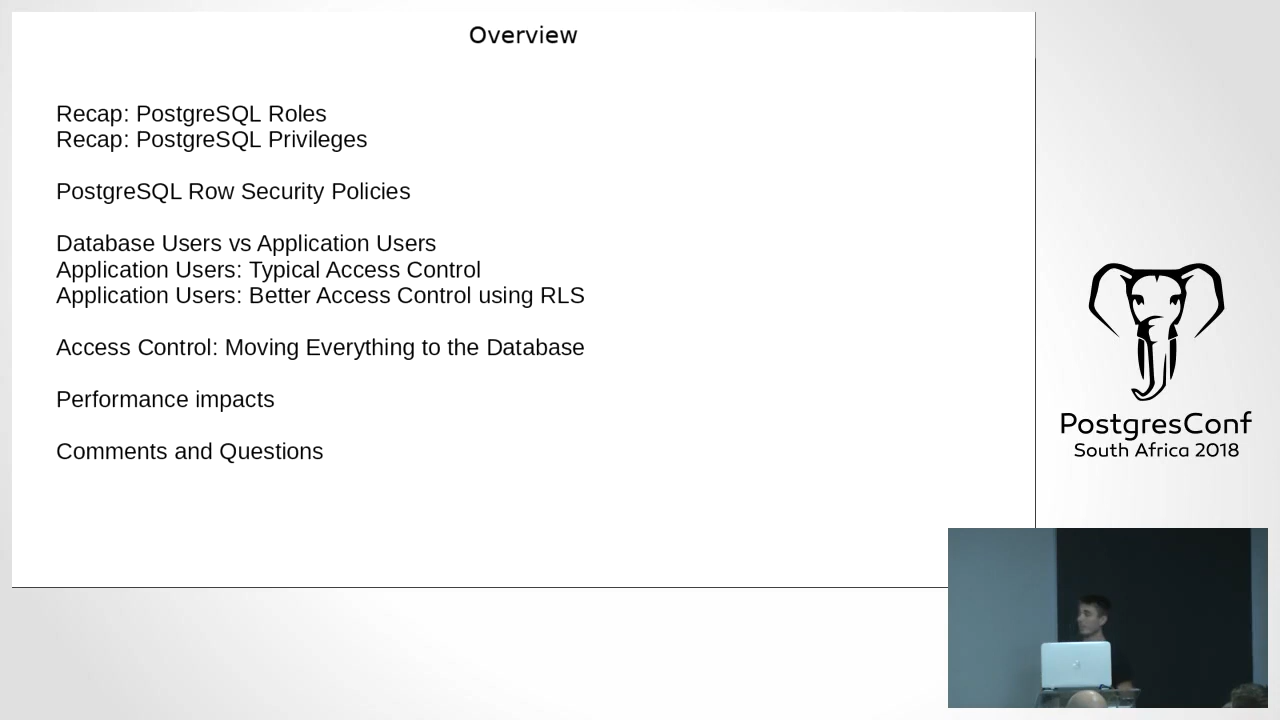 Overview
Recap: PostgreSQL Roles
Recap: PostgreSQL Privileges
PostgreSQL Row Security Policies
Database Users vs Application Users
Application Users: Typical Access Control
Application Users: Better Access Control using RLS
Access Control: Moving Everything to the Database
Performance impacts
Comments and Questions
PostgresConf
South Africa 2018